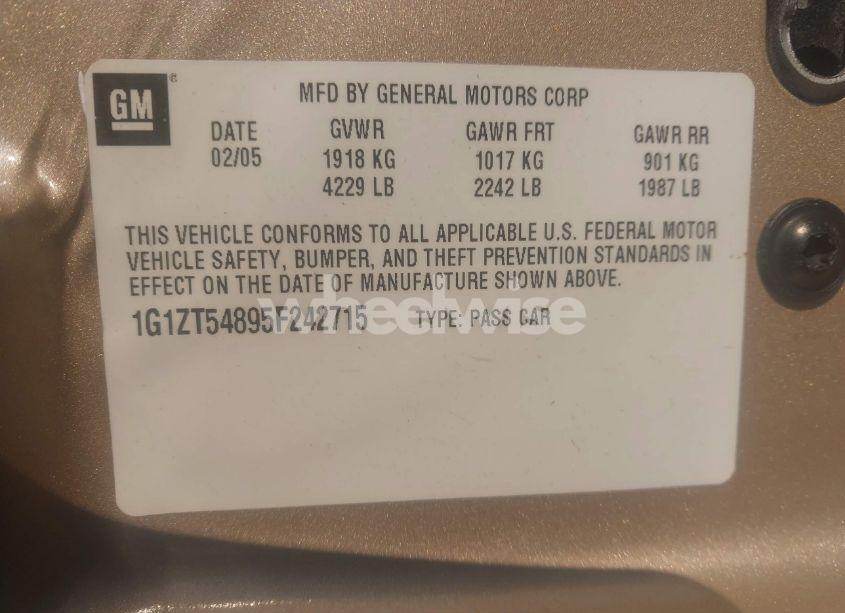 GM ®
MFD BY GENERAL MOTORS CORP
DATE GVWR GAWR FRT GAWR RR
02/05 1918 KG 1017 KG 901 KG
4229 LB 2242 LB 1987 LB
THIS VEHICLE CONFORMS TO ALL APPLICABLE U.S. FEDERAL MOTOR
VEHICLE SAFETY, BUMPER, AND THEFT PREVENTION STANDARDS IN
EFFECT ON THE DATE OF MANUFACTURE SHOWN ABOVE.
1G1ZT54895F242715 TYPE: PASS CAR
wheelwise